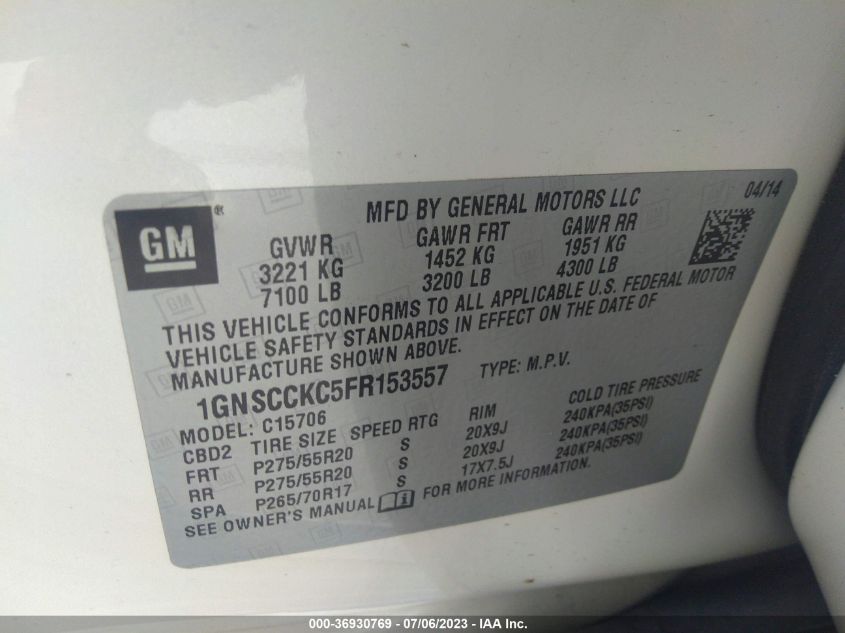 GM®
MFD BY GENERAL MOTORS LLC
04/14
GVWR GAWR FRT GAWR RR
3221 KG 1452 KG 1951 KG
7100 LB 3200 LB 4300 LB
THIS VEHICLE CONFORMS TO ALL APPLICABLE U.S. FEDERAL MOTOR
VEHICLE SAFETY STANDARDS IN EFFECT ON THE DATE OF
MANUFACTURE SHOWN ABOVE.
1GNSCCKC5FR153557 TYPE: M.P.V.
MODEL: C15706
CBD2 TIRE SIZE SPEED RTG RIM COLD TIRE PRESSURE
FRT P275/55R20 S 20X9J 240KPA(35PSI)
RR P275/55R20 S 20X9J 240KPA(35PSI)
SPA P265/70R17 S 17X7.5J 240KPA(35PSI)
SEE OWNER'S MANUAL FOR MORE INFORMATION.
000-36930769 - 07/06/2023 - IAA Inc.